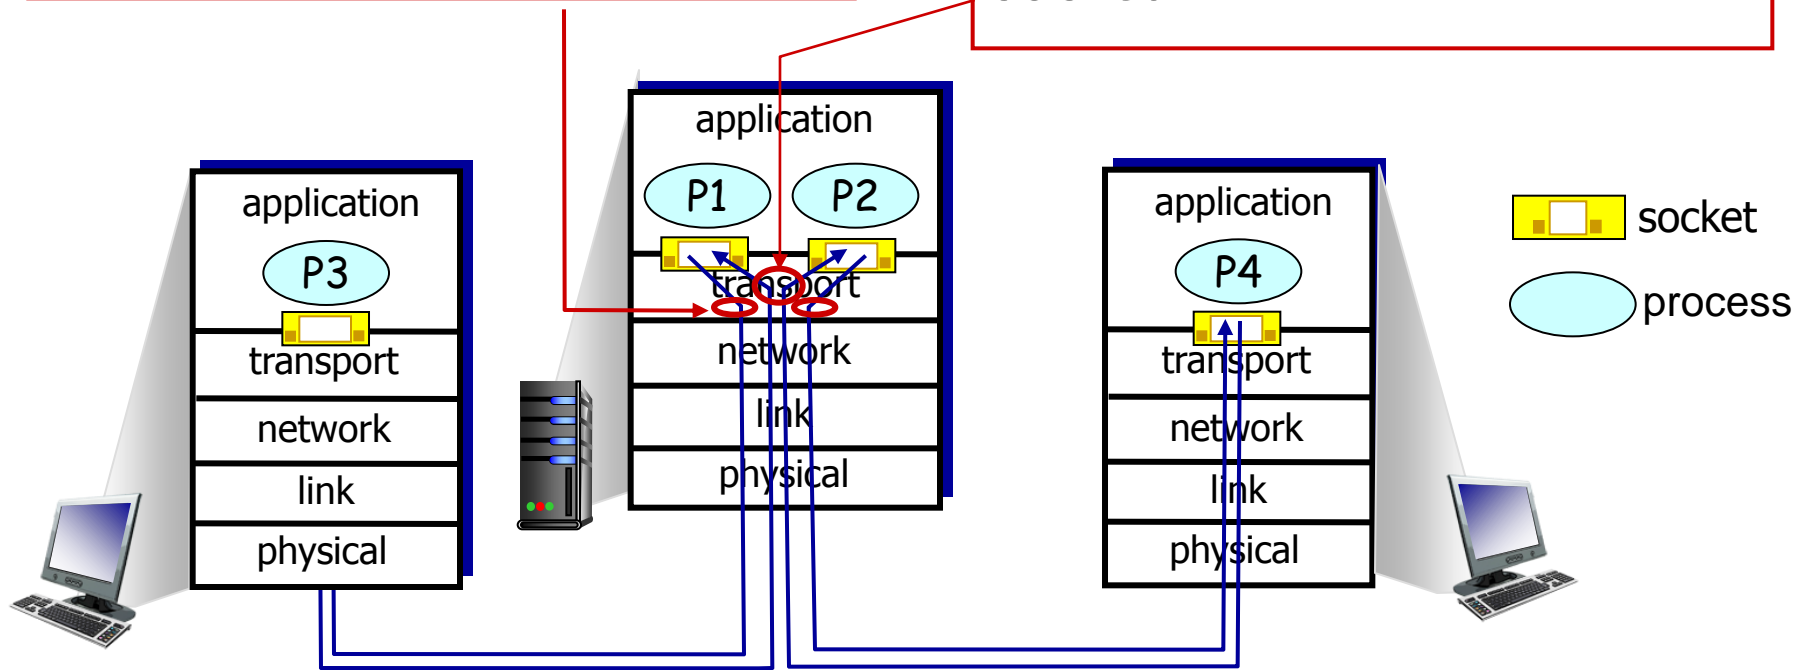 application
P1 P2
transport
network
link
physical
application
P3
transport
network
link
physical
application
P4
transport
network
link
physical
socket
process